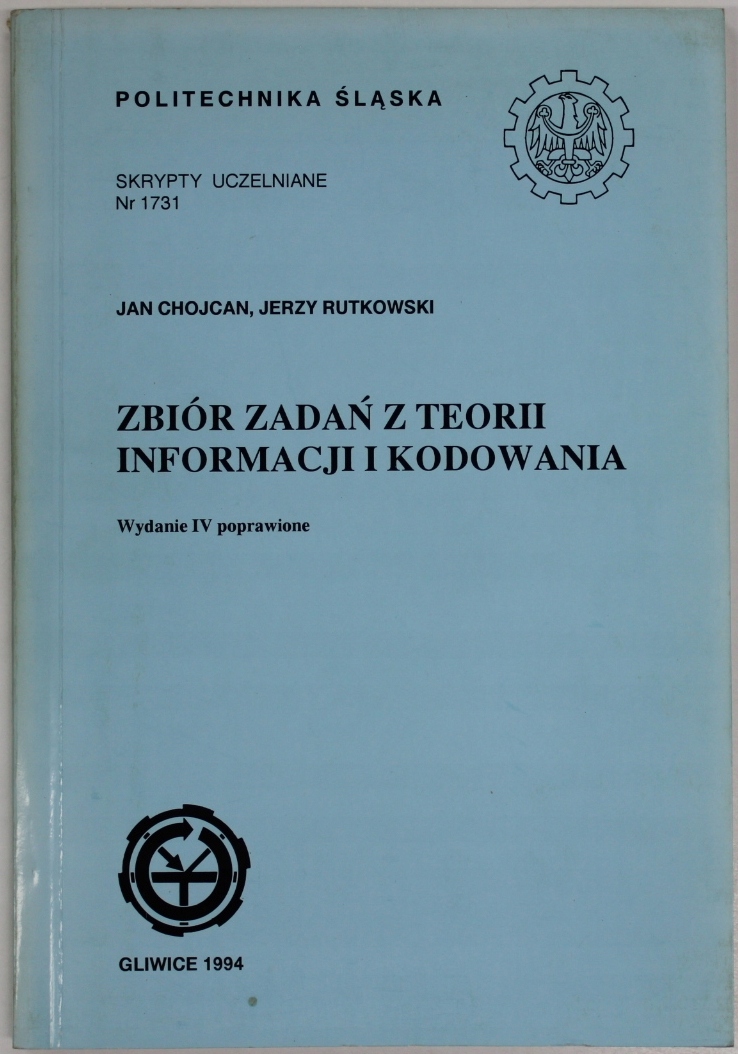 POLITECHNIKA ŚLĄSKA
SKRYPTY UCZELNIANE
Nr 1731
JAN CHOJCAN, JERZY RUTKOWSKI
ZBIÓR ZADAŃ Z TEORII
INFORMACJI I KODOWANIA
Wydanie IV poprawione
GLIWICE 1994